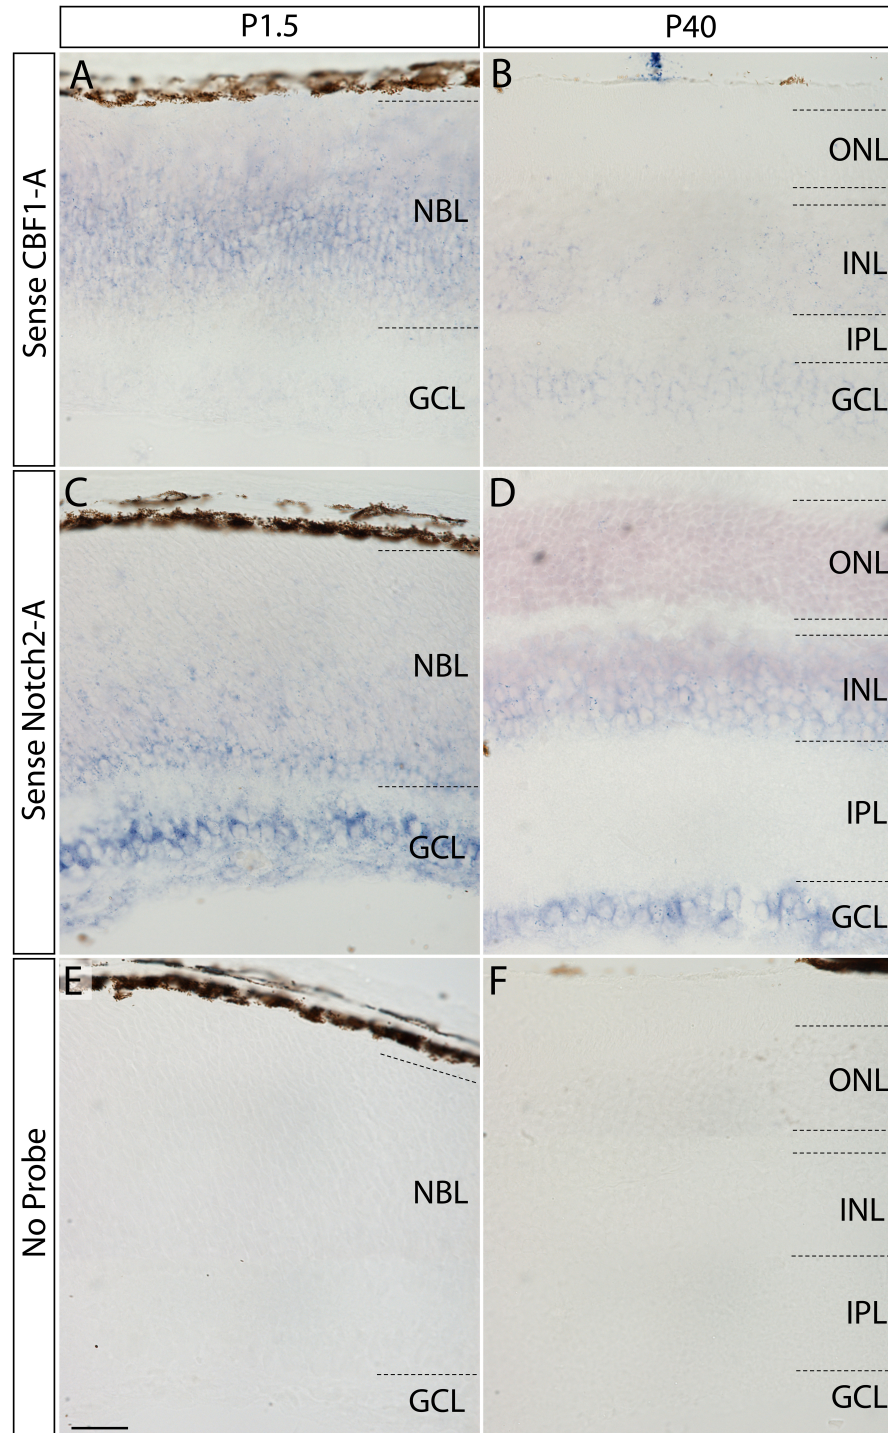 P1.5
P40
Sense CBF1-A
A
NBL
GCL
B
ONL
INL
IPL
GCL
Sense Notch2-A
C
NBL
GCL
D
ONL
INL
IPL
GCL
No Probe
E
NBL
GCL
F
ONL
INL
IPL
GCL